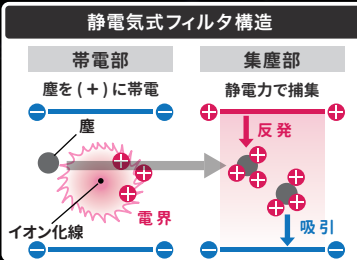 静電気式フィルタ構造
帯電部
集塵部
塵を(+)に帯電
静電力で捕集
塵
反発
電界
イオン化線
吸引